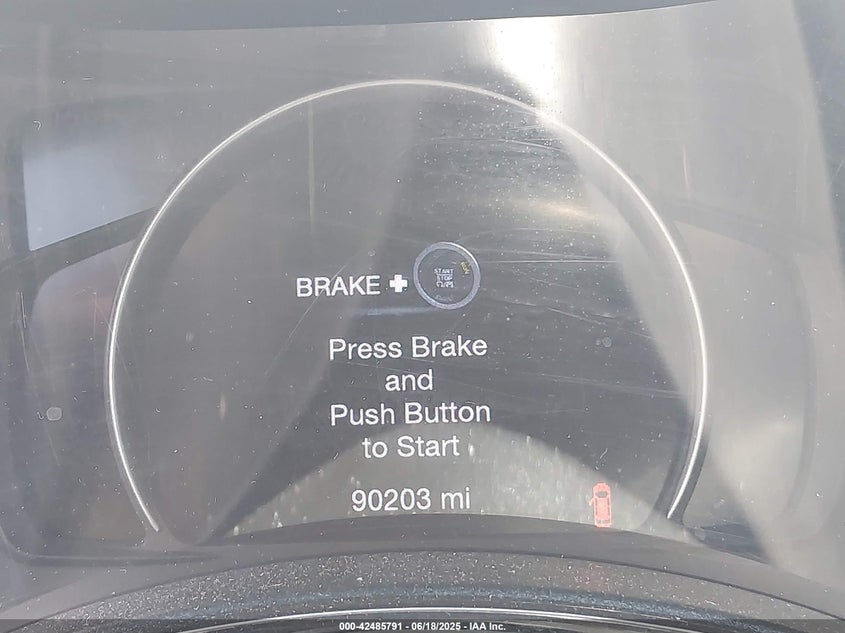 BRAKE +
START
STOP
Press Brake
and
Push Button
to Start
90203 mi
000-42485791 - 06/18/2025 - IAA Inc.